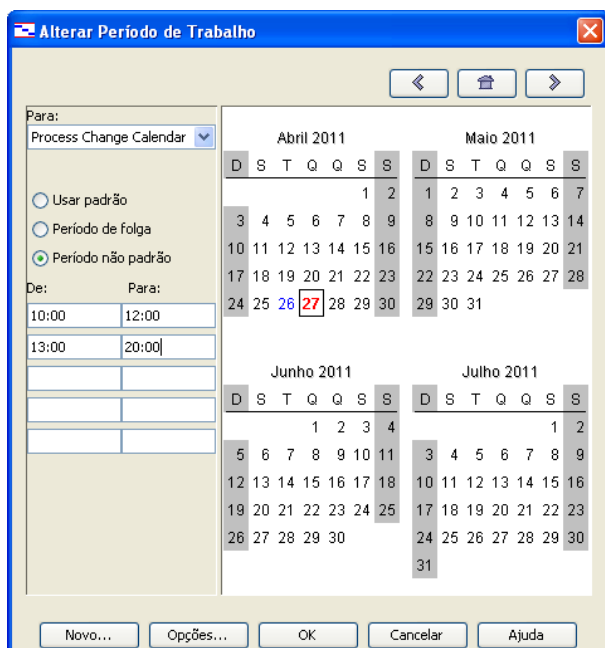 Alterar Período de Trabalho
Para:
Process Change Calendar
Usar padrão
Período de folga
Período não padrão
De: Para:
10:00 12:00
13:00 20:00
Abril 2011
D S T Q Q S S
1 2
3 4 5 6 7 8 9
10 11 12 13 14 15 16
17 18 19 20 21 22 23
24 25 26 27 28 29 30
Maio 2011
D S T Q Q S S
1 2 3 4 5 6 7
8 9 10 11 12 13 14
15 16 17 18 19 20 21
22 23 24 25 26 27 28
29 30 31
Junho 2011
D S T Q Q S S
1 2 3 4
5 6 7 8 9 10 11
12 13 14 15 16 17 18
19 20 21 22 23 24 25
26 27 28 29 30
Julho 2011
D S T Q Q S S
1 2
3 4 5 6 7 8 9
10 11 12 13 14 15 16
17 18 19 20 21 22 23
24 25 26 27 28 29 30
31
Novo... Opções... OK Cancelar Ajuda